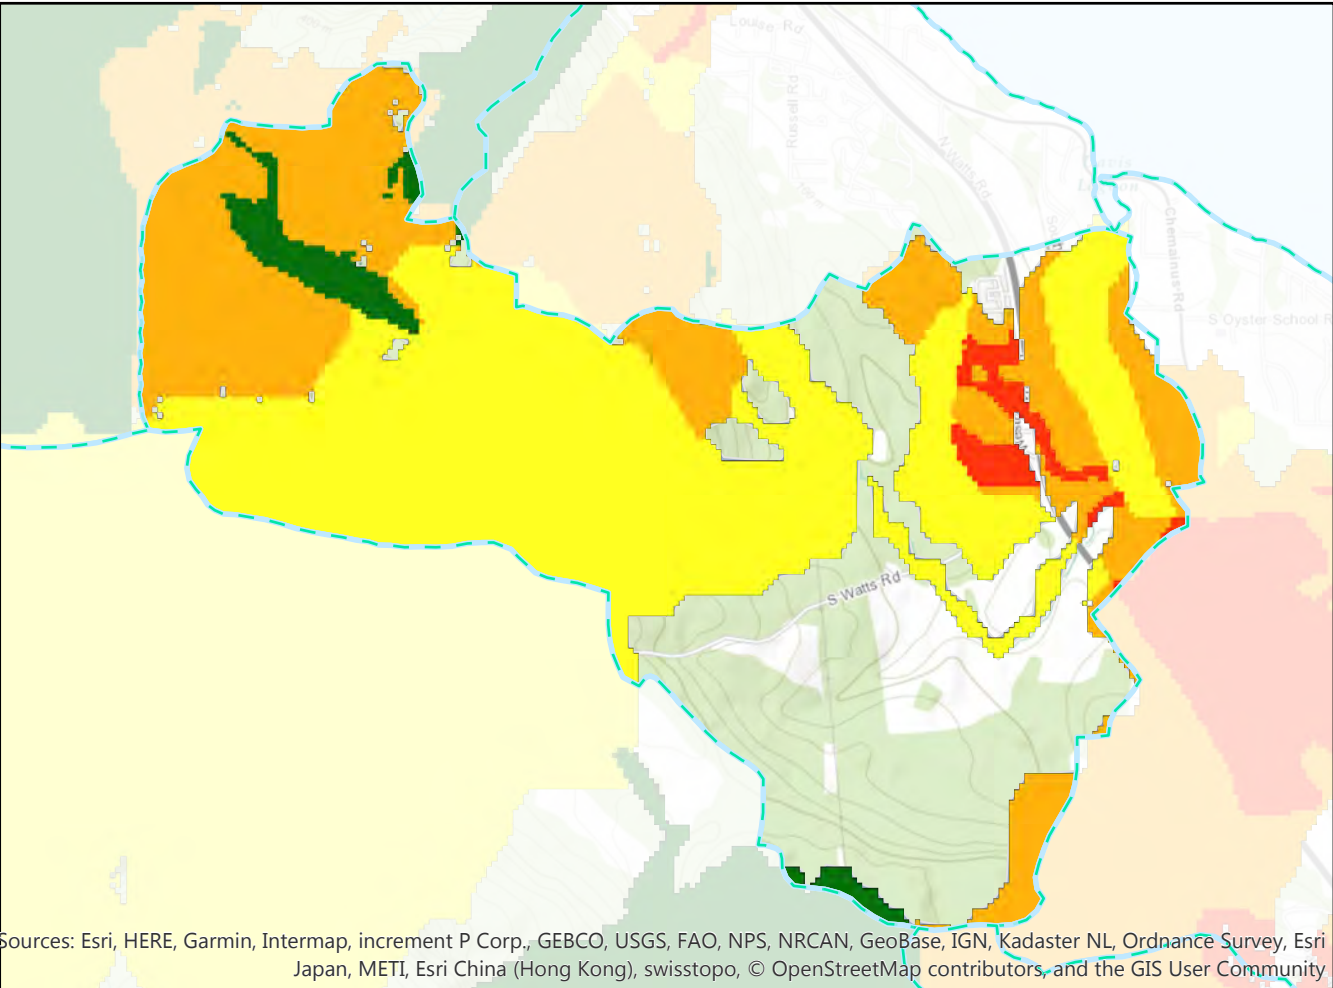 Louise Rd
Russell Rd
N Watts Rd
Chemainus Rd
S Oyster School R
S Watts Rd
Sources: Esri, HERE, Garmin, Intermap, increment P Corp., GEBCO, USGS, FAO, NPS, NRCAN, GeoBase, IGN, Kadaster NL, Ordnance Survey, Esri
Japan, METI, Esri China (Hong Kong), swisstopo, © OpenStreetMap contributors, and the GIS User Community